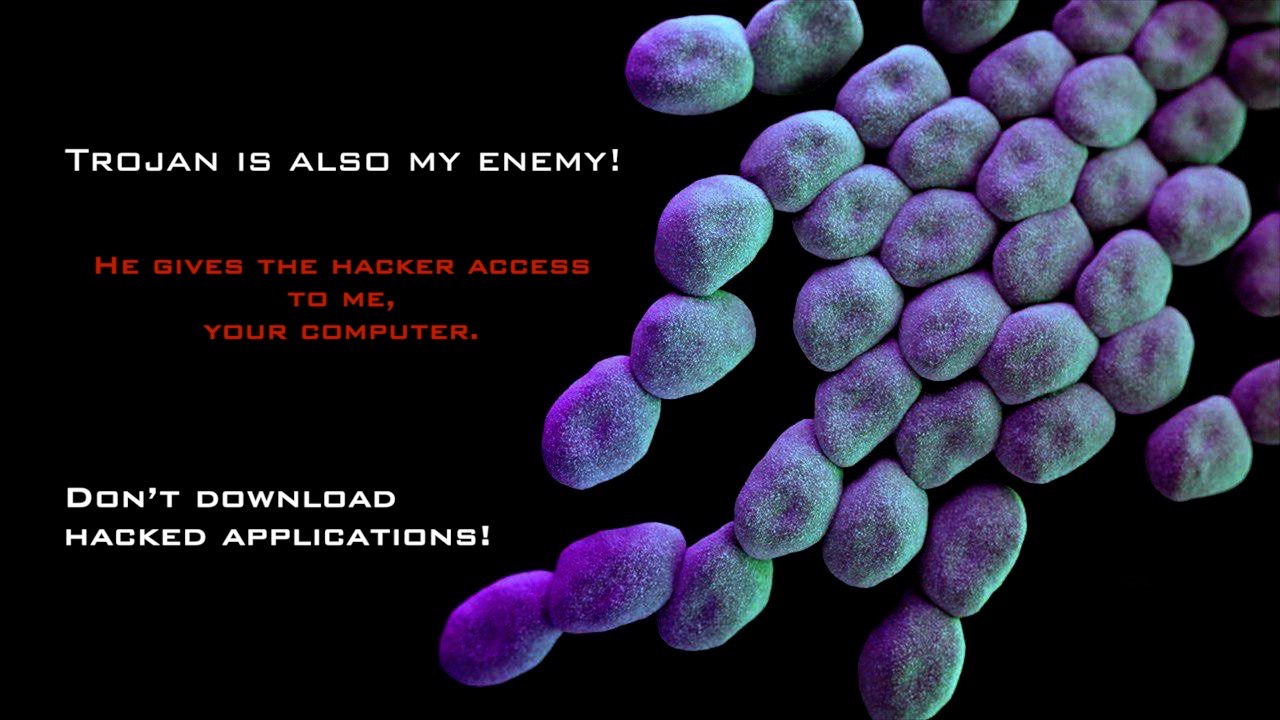 Trojan is also my enemy!
He gives the hacker access
to me,
your computer.
Don’t download
hacked applications!